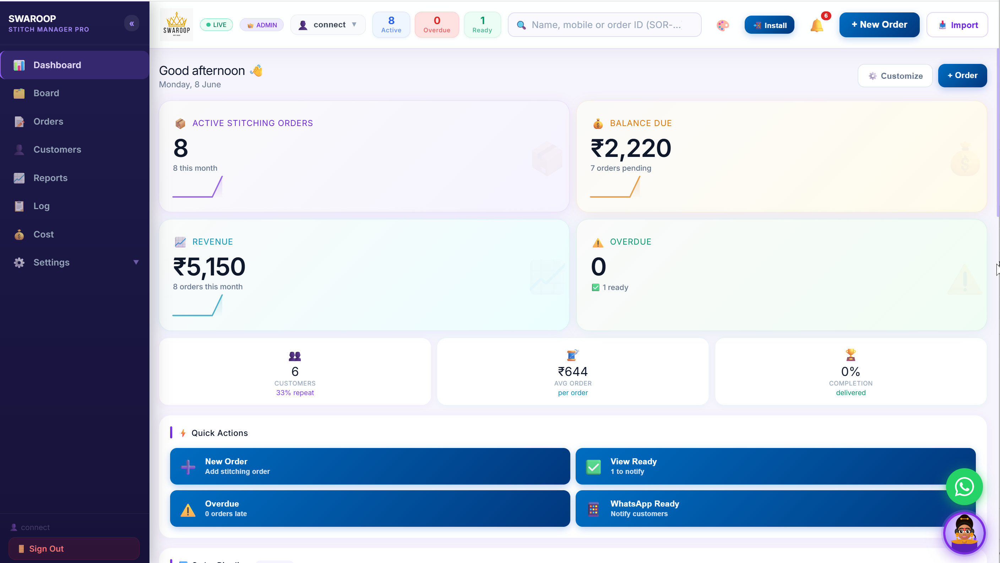 SWAROOP
STITCH MANAGER PRO
«
Dashboard
Board
Orders
Customers
Reports
Log
Cost
Settings
connect
Sign Out
SWAROOP
LIVE
ADMIN
connect
8
Active
0
Overdue
1
Ready
Name, mobile or order ID (SOR-...
Install
6
+ New Order
Import
Good afternoon
Monday, 8 June
Customize
+ Order
ACTIVE STITCHING ORDERS
8
8 this month
BALANCE DUE
₹2,220
7 orders pending
REVENUE
₹5,150
8 orders this month
OVERDUE
0
1 ready
6
CUSTOMERS
33% repeat
₹644
AVG ORDER
per order
0%
COMPLETION
delivered
Quick Actions
New Order
Add stitching order
View Ready
1 to notify
Overdue
0 orders late
WhatsApp Ready
Notify customers